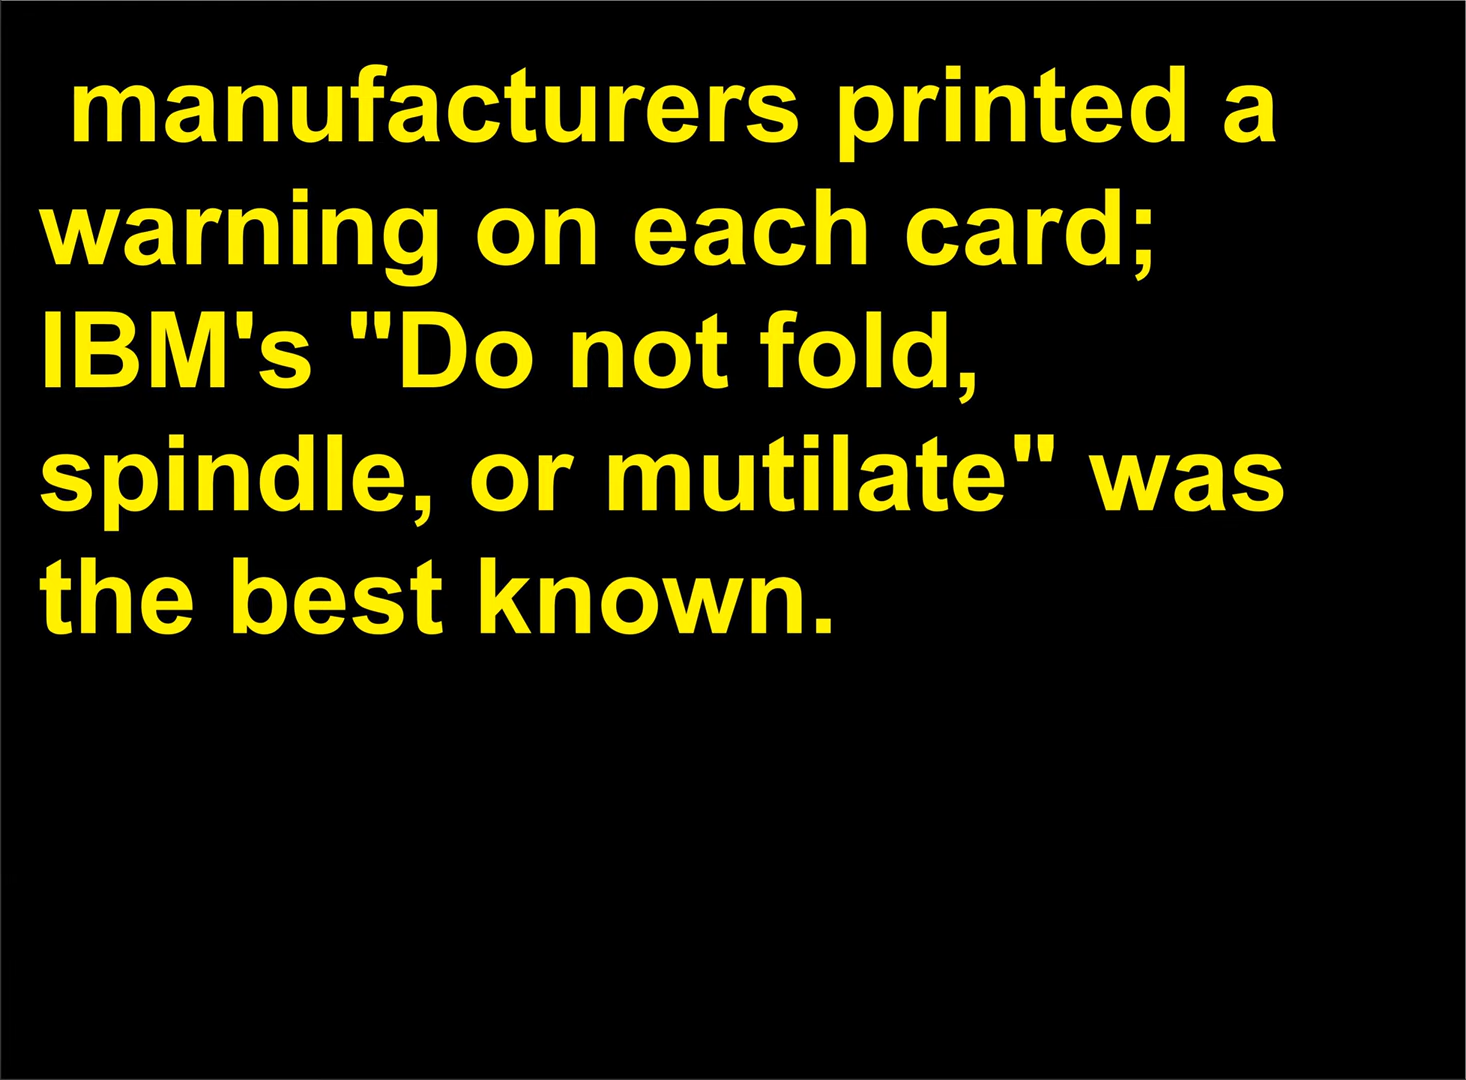 manufacturers printed a
warning on each card;
IBM's "Do not fold,
spindle, or mutilate" was
the best known.